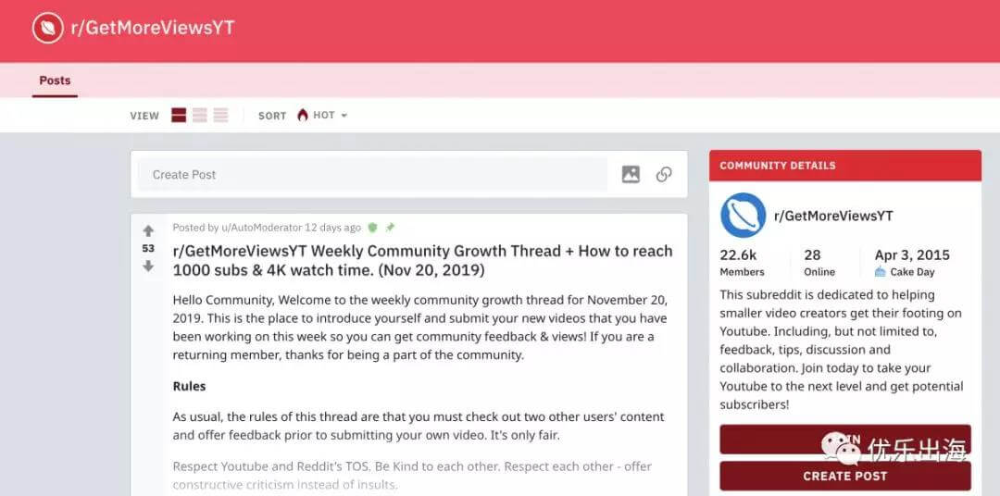 r/GetMoreViewsYT
Posts
VIEW
SORT HOT
Create Post
Posted by u/AutoModerator 12 days ago
53
r/GetMoreViewsYT Weekly Community Growth Thread + How to reach
1000 subs & 4K watch time. (Nov 20, 2019)
Hello Community, Welcome to the weekly community growth thread for November 20,
2019. This is the place to introduce yourself and submit your new videos that you have
been working on this week so you can get community feedback & views! If you are a
returning member, thanks for being a part of the community.
Rules
As usual, the rules of this thread are that you must check out two other users' content
and offer feedback prior to submitting your own video. It's only fair.
Respect Youtube and Reddit's TOS. Be Kind to each other. Respect each other - offer
constructive criticism instead of insults.
COMMUNITY DETAILS
r/GetMoreViewsYT
22.6k 28 Apr 3, 2015
Members Online Cake Day
This subreddit is dedicated to helping
smaller video creators get their footing on
Youtube. Including, but not limited to,
feedback, tips, discussion and
collaboration. Join today to take your
Youtube to the next level and get potential
subscribers!
优乐出海
CREATE POST